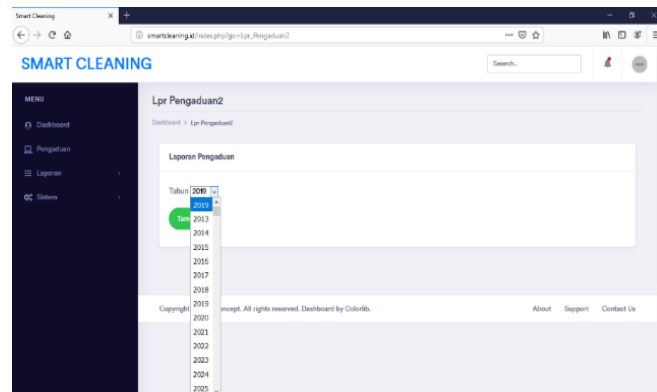 Smart Cleaning
smartcleaning.id/index.php?go=Lpr_Pengaduan2
SMART CLEANING
Search...
MENU
Dashboard
Pengaduan
Laporan
Sistem
Lpr Pengaduan2
Dashboard > Lpr Pengaduan2
Laporan Pengaduan
Tahun 2019
Tam
2019
2013
2014
2015
2016
2017
2018
2019
2020
2021
2022
2023
2024
2025
Copyright ncept. All rights reserved. Dashboard by Colorlib.
About Support Contact Us